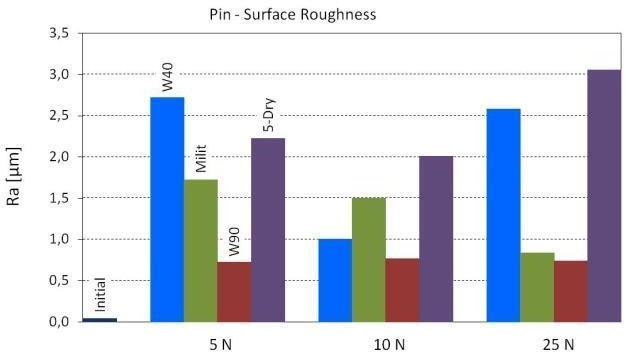 Pin - Surface Roughness
Ra [µm]
3,5
3,0
2,5
2,0
1,5
1,0
0,5
0,0
Initial
W40
Milit
W90
5-Dry
5 N
10 N
25 N